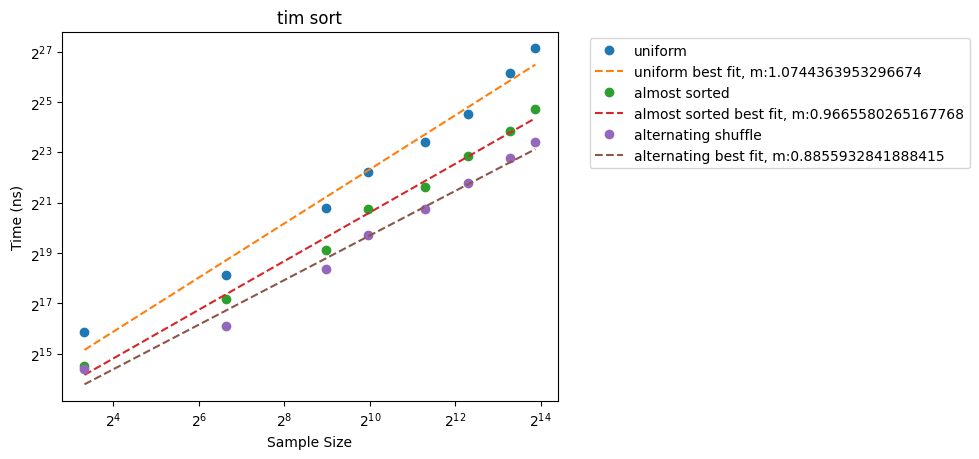 tim sort
2^27
2^25
2^23
2^21
2^19
2^17
2^15
Time (ns)
2^4 2^6 2^8 2^10 2^12 2^14
Sample Size
uniform
uniform best fit, m:1.0744363953296674
almost sorted
almost sorted best fit, m:0.9665580265167768
alternating shuffle
alternating best fit, m:0.8855932841888415